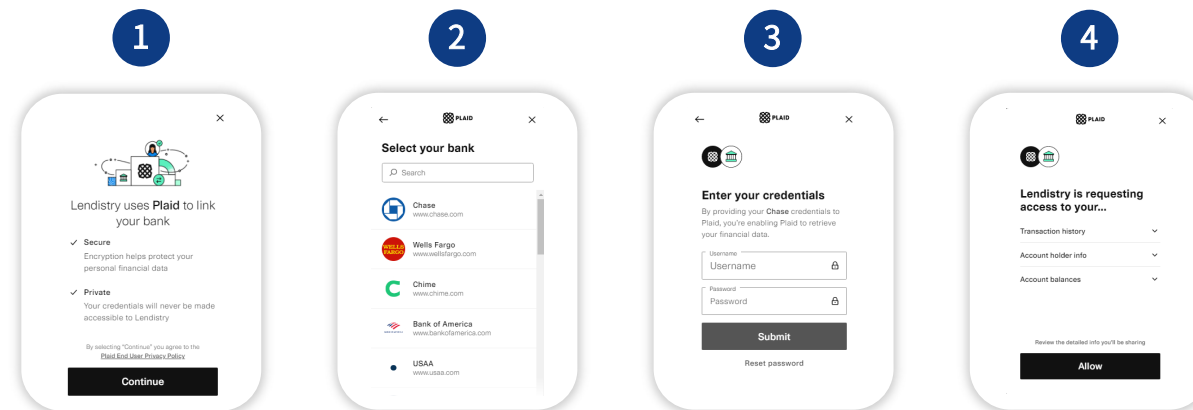 1
Lendistry uses Plaid to link
your bank
Secure
Encryption helps protect your
personal financial data
Private
Your credentials will never be made
accessible to Lendistry
By selecting "Continue" you agree to the
Plaid End User Privacy Policy
Continue
2
PLAID
Select your bank
Search
Chase
www.chase.com
WELLS
FARGO
Wells Fargo
www.wellsfargo.com
Chime
www.chime.com
Bank of America
www.bankofamerica.com
USAA
www.usaa.com
3
PLAID
Enter your credentials
By providing your Chase credentials to
Plaid, you're enabling Plaid to retrieve
your financial data.
Username
Username
Password
Password
Submit
Reset password
4
PLAID
Lendistry is requesting
access to your...
Transaction history
Account holder info
Account balances
Review the detailed info you'll be sharing
Allow